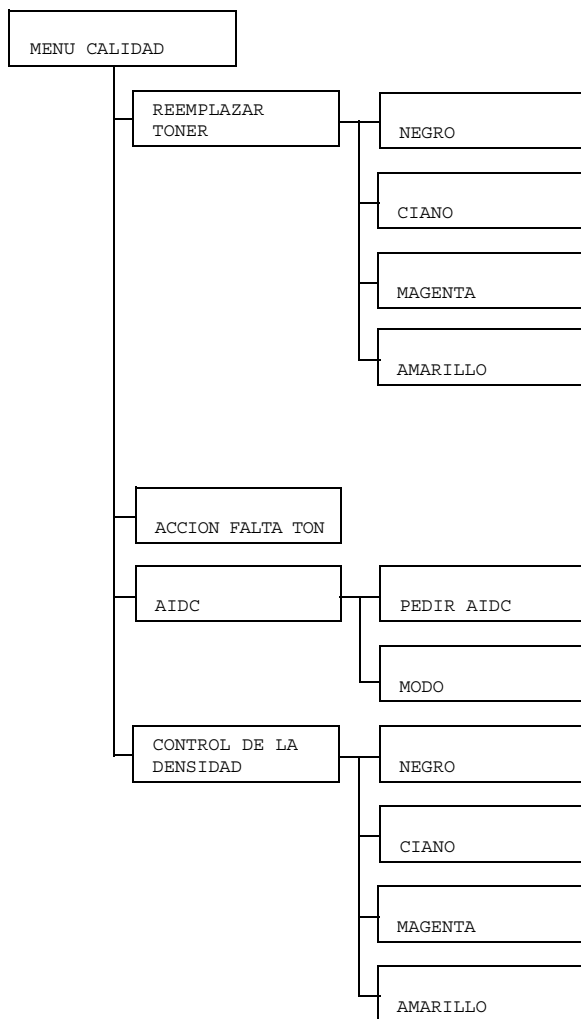 MENU CALIDAD
REEMPLAZAR
TONER
NEGRO
CIANO
MAGENTA
AMARILLO
ACCION FALTA TON
AIDC
PEDIR AIDC
MODO
CONTROL DE LA
DENSIDAD
NEGRO
CIANO
MAGENTA
AMARILLO